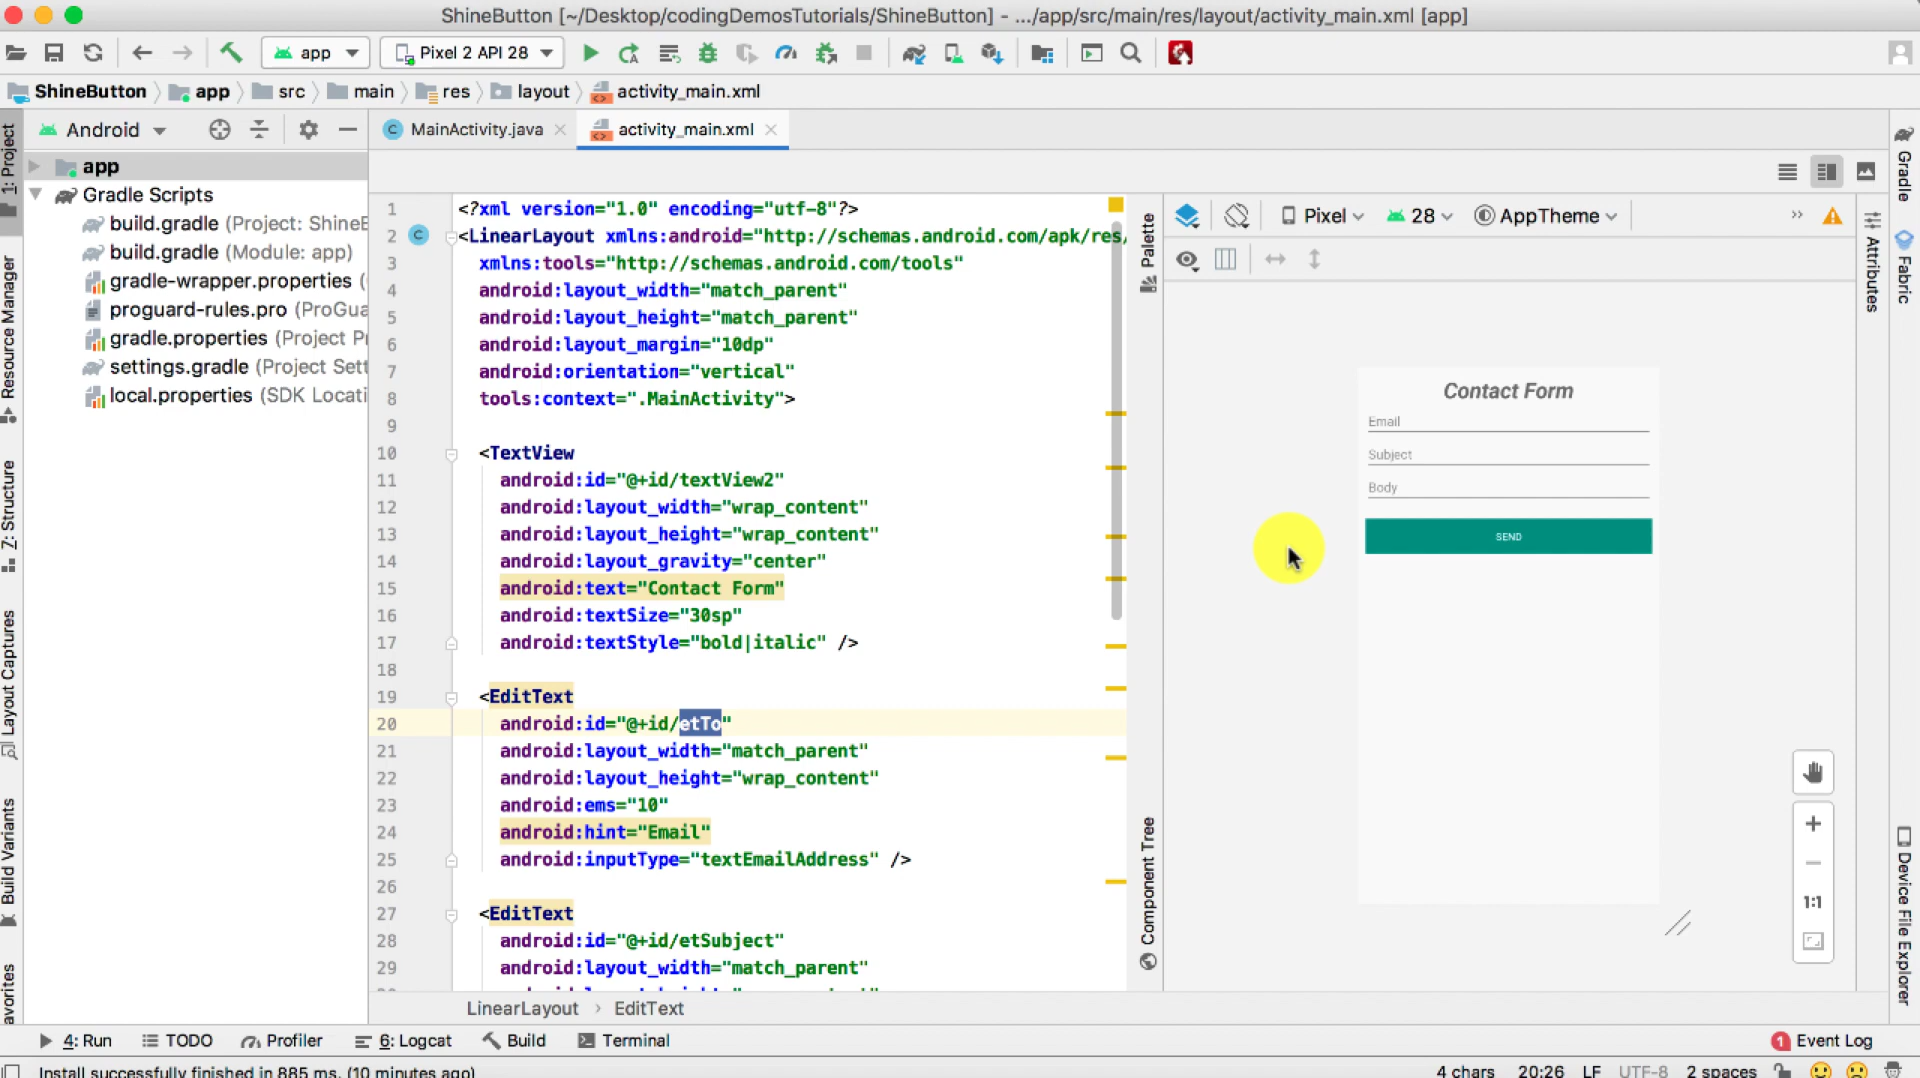 ShineButton [~/Desktop/codingDemosTutorials/ShineButton] - .../app/src/main/res/layout/activity_main.xml [app]
app
Pixel 2 API 28
ShineButton
app
src
main
res
layout
activity_main.xml
Android
MainActivity.java
activity_main.xml
1: Project
Resource Manager
Z: Structure
Layout Captures
Build Variants
avorites
app
Gradle Scripts
build.gradle (Project: ShineB
build.gradle (Module: app)
gradle-wrapper.properties (
proguard-rules.pro (ProGua
gradle.properties (Project Pr
settings.gradle (Project Sett
local.properties (SDK Locati
1 <?xml version="1.0" encoding="utf-8"?>
2 <LinearLayout xmlns:android="http://schemas.android.com/apk/res/
3 xmlns:tools="http://schemas.android.com/tools"
4 android:layout_width="match_parent"
5 android:layout_height="match_parent"
6 android:layout_margin="10dp"
7 android:orientation="vertical"
8 tools:context=".MainActivity">
9
10 <TextView
11 android:id="@+id/textView2"
12 android:layout_width="wrap_content"
13 android:layout_height="wrap_content"
14 android:layout_gravity="center"
15 android:text="Contact Form"
16 android:textSize="30sp"
17 android:textStyle="bold|italic" />
18
19 <EditText
20 android:id="@+id/etTo"
21 android:layout_width="match_parent"
22 android:layout_height="wrap_content"
23 android:ems="10"
24 android:hint="Email"
25 android:inputType="textEmailAddress" />
26
27 <EditText
28 android:id="@+id/etSubject"
29 android:layout_width="match_parent"
LinearLayout › EditText
Palette
Component Tree
Pixel
28
AppTheme
Contact Form
Email
Subject
Body
SEND
1:1
Attributes
Gradle
Fabric
Device File Explorer
4: Run
TODO
Profiler
6: Logcat
Build
Terminal
1 Event Log
Install successfully finished in 885 ms. (10 minutes ago)
4 chars 20:26 LF UTF-8 2 spaces